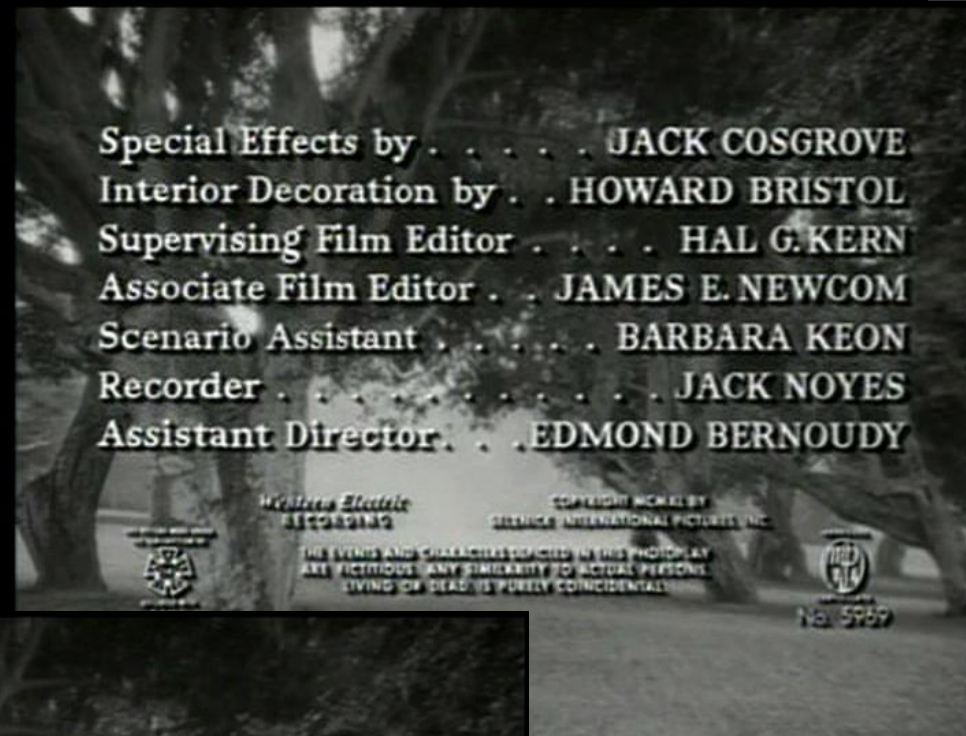 Special Effects by . . . . . JACK COSGROVE
Interior Decoration by . . HOWARD BRISTOL
Supervising Film Editor . . . . HAL G. KERN
Associate Film Editor . . JAMES E. NEWCOM
Scenario Assistant . . . . . BARBARA KEON
Recorder . . . . . . . . . . . JACK NOYES
Assistant Director . . . EDMOND BERNOUDY
Western Electric
RECORDING
COPYRIGHT MCMXL BY
SELZNICK INTERNATIONAL PICTURES, INC.
THE EVENTS AND CHARACTERS DEPICTED IN THIS PHOTOPLAY
ARE FICTITIOUS. ANY SIMILARITY TO ACTUAL PERSONS,
LIVING OR DEAD, IS PURELY COINCIDENTAL.
No. 5969